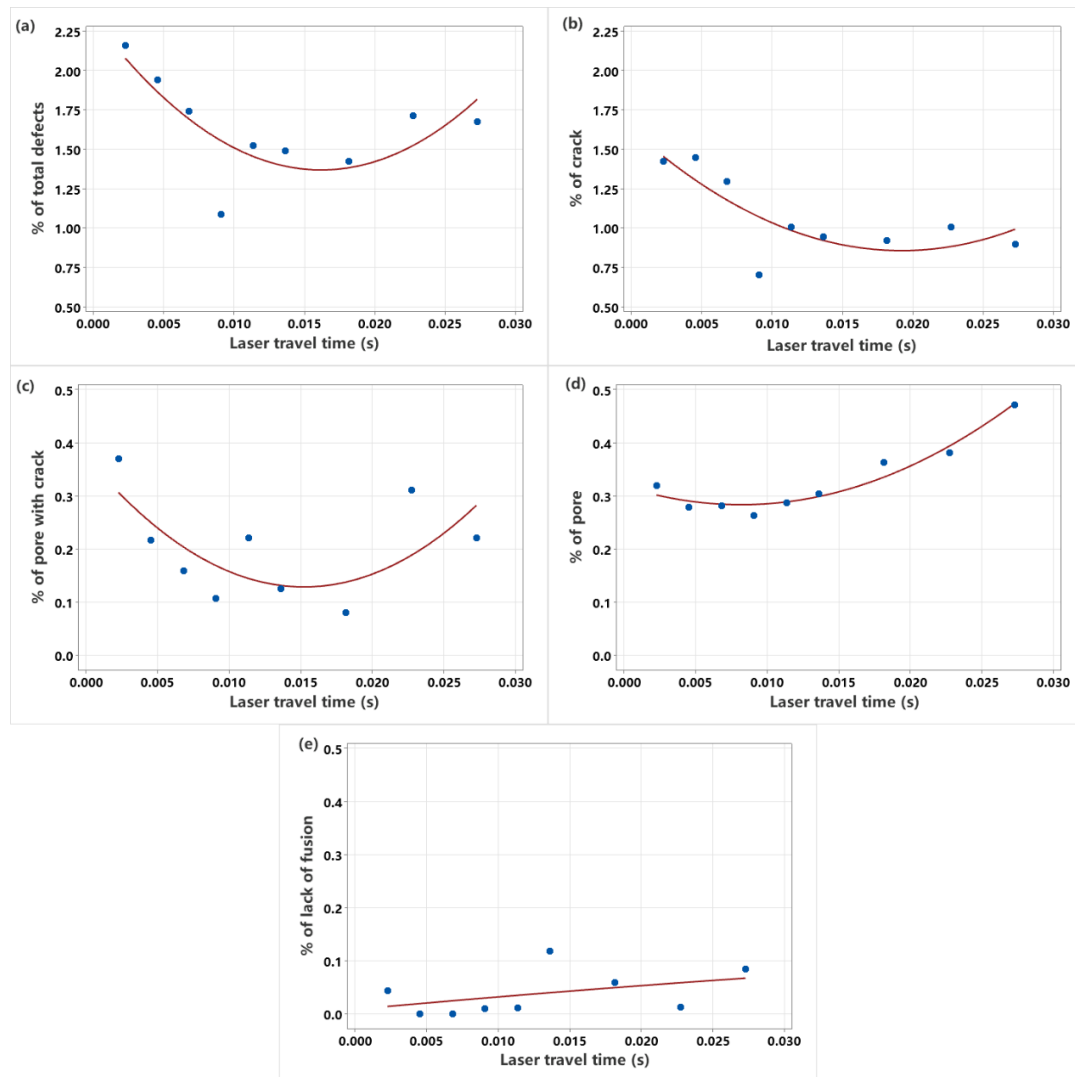 (a)
% of total defects
2.25
2.00
1.75
1.50
1.25
1.00
0.75
0.50
0.000 0.005 0.010 0.015 0.020 0.025 0.030
Laser travel time (s)
(b)
% of crack
2.25
2.00
1.75
1.50
1.25
1.00
0.75
0.50
0.000 0.005 0.010 0.015 0.020 0.025 0.030
Laser travel time (s)
(c)
% of pore with crack
0.5
0.4
0.3
0.2
0.1
0.0
0.000 0.005 0.010 0.015 0.020 0.025 0.030
Laser travel time (s)
(d)
% of pore
0.5
0.4
0.3
0.2
0.1
0.0
0.000 0.005 0.010 0.015 0.020 0.025 0.030
Laser travel time (s)
(e)
% of lack of fusion
0.5
0.4
0.3
0.2
0.1
0.0
0.000 0.005 0.010 0.015 0.020 0.025 0.030
Laser travel time (s)